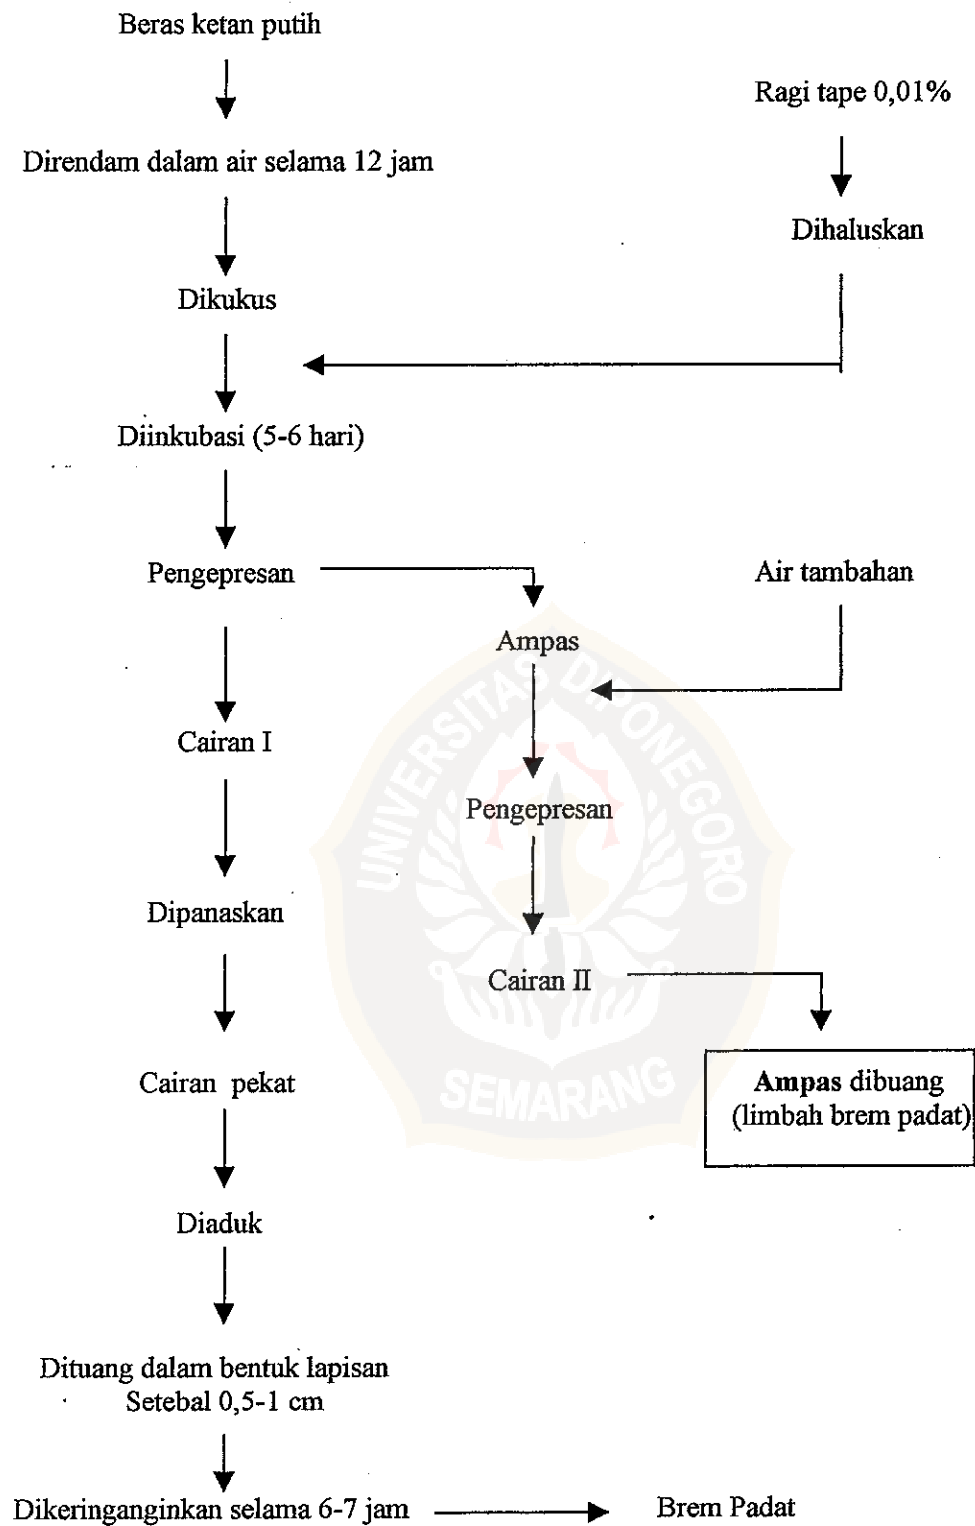 Beras ketan putih
Ragi tape 0,01%
Direndam dalam air selama 12 jam
Dihaluskan
Dikukus
Diinkubasi (5-6 hari)
Pengepresan
Air tambahan
Ampas
Cairan I
Pengepresan
Dipanaskan
Cairan II
Cairan pekat
Ampas dibuang
(limbah brem padat)
Diaduk
Dituang dalam bentuk lapisan
Setebal 0,5-1 cm
Dikeringanginkan selama 6-7 jam
Brem Padat
UNIVERSITAS DIPONEGORO
SEMARANG